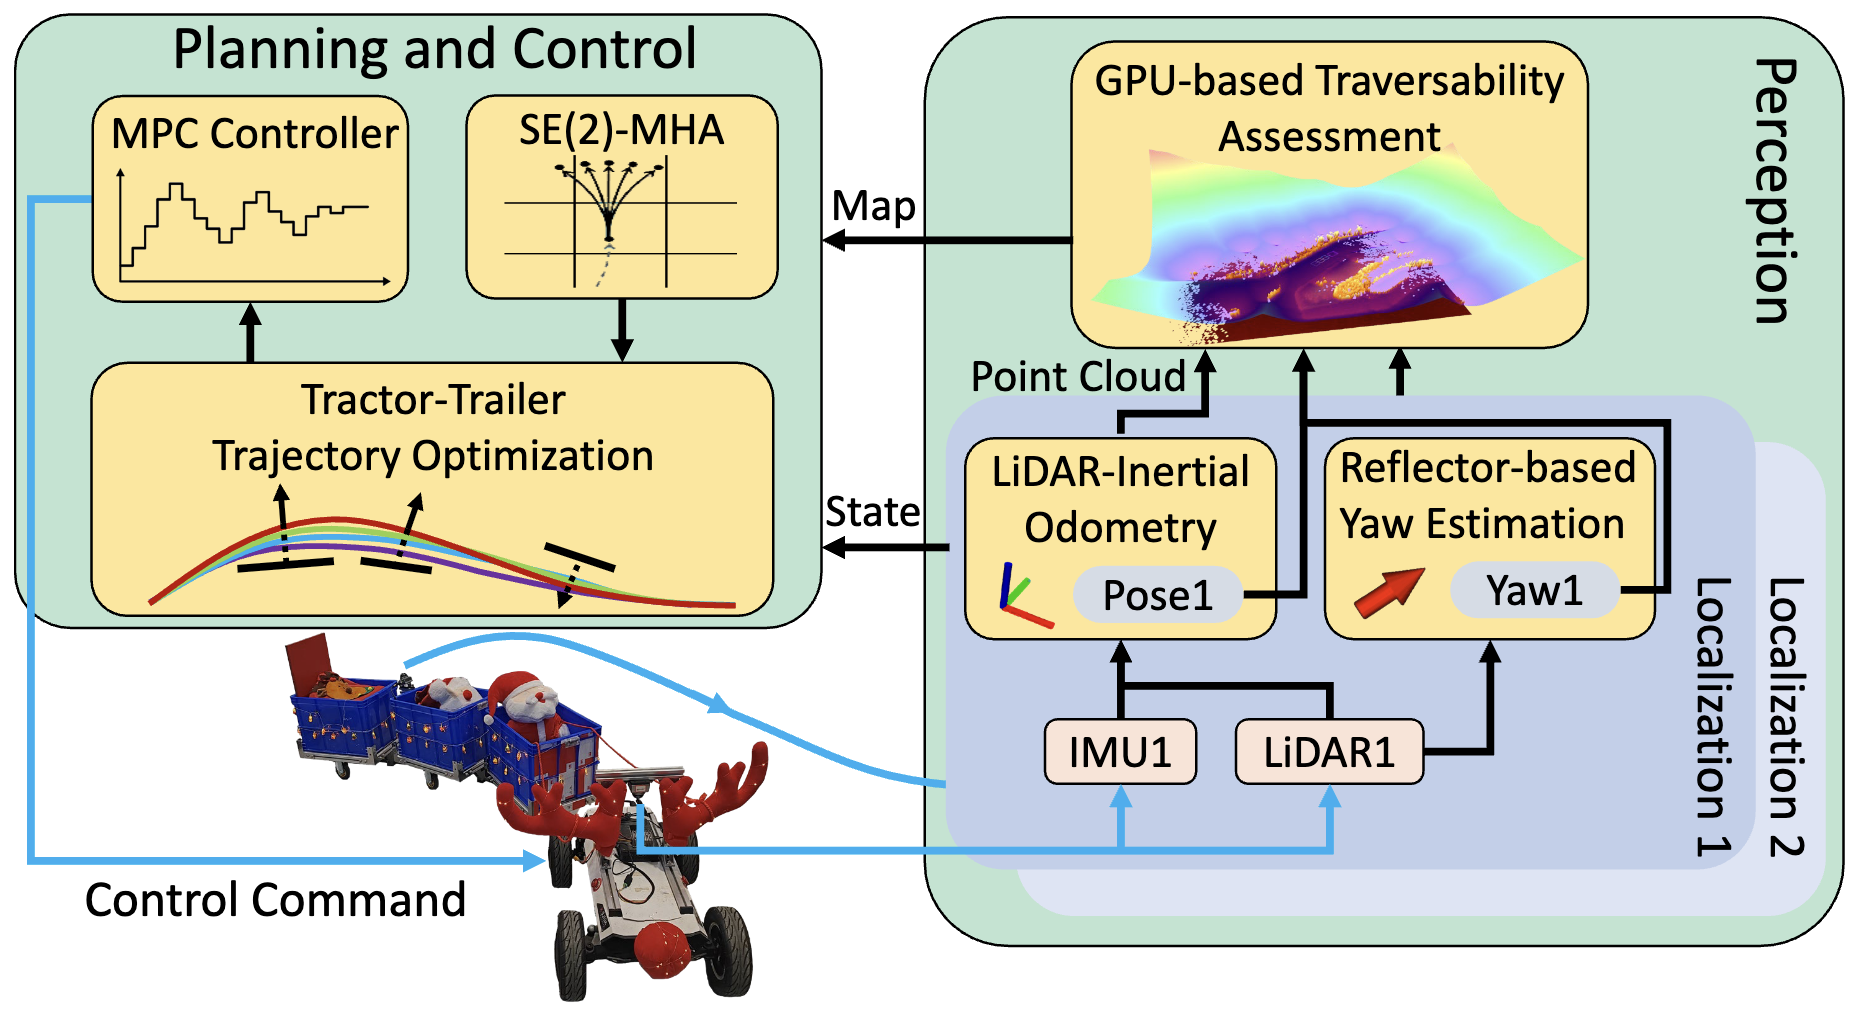 Planning and Control
MPC Controller
SE(2)-MHA
Tractor-Trailer
Trajectory Optimization
Control Command
Map
State
Perception
GPU-based Traversability
Assessment
Point Cloud
LiDAR-Inertial
Odometry
Pose1
Reflector-based
Yaw Estimation
Yaw1
IMU1
LiDAR1
Localization 1
Localization 2